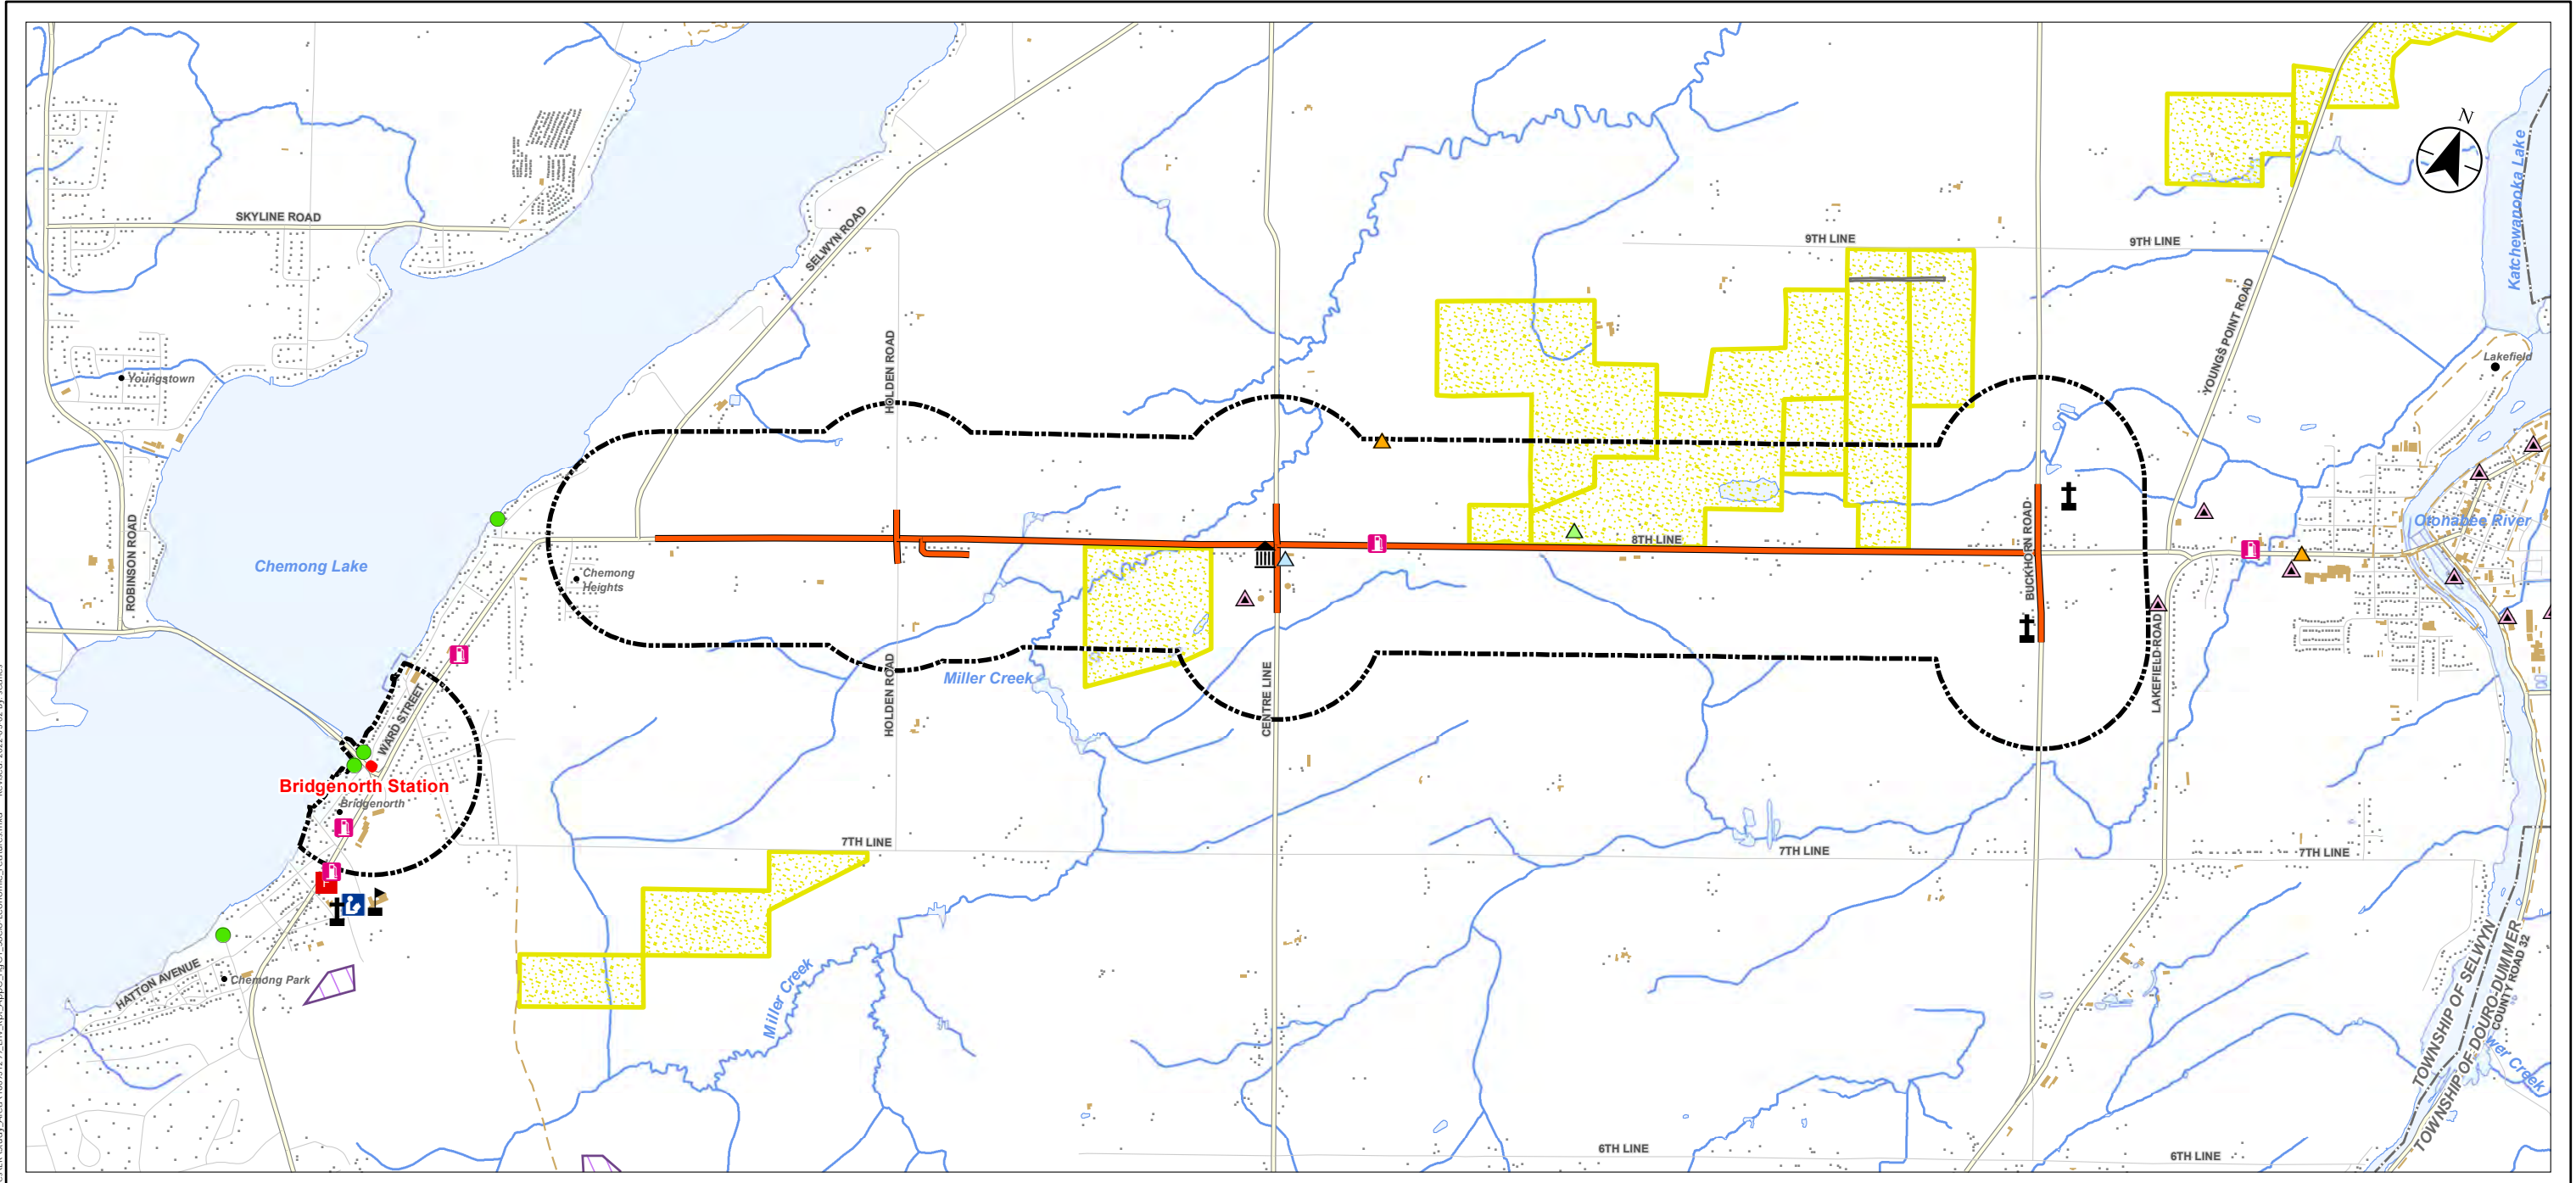 N
SKYLINE ROAD
SELWYN ROAD
9TH LINE
9TH LINE
Katchewanooka Lake
YOUNGS POINT ROAD
HOLDEN ROAD
Youngstown
Lakefield
ROBINSON ROAD
Chemong Lake
Chemong
Heights
8TH LINE
BUCKHORN ROAD
Otonabee River
LAKEFIELD ROAD
HOLDEN ROAD
Miller Creek
CENTRE LINE
WARD STREET
Bridgenorth Station
Bridgenorth
F
7TH LINE
7TH LINE
7TH LINE
HATTON AVENUE
Chemong Park
Miller Creek
TOWNSHIP OF SELWYN
TOWNSHIP OF DOURO-DUMMER
COUNTY ROAD 32
Creek
6TH LINE
6TH LINE